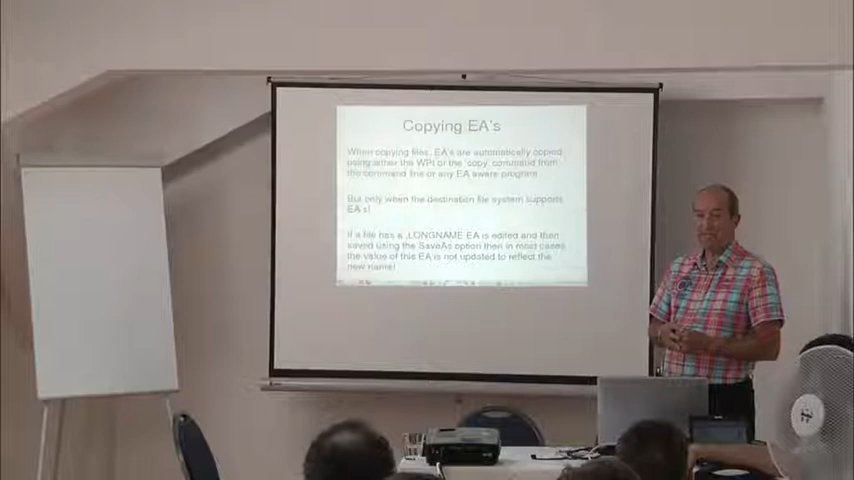 Copying EA's
When copying files, EA's are automatically copied
using either the WPI or the 'copy' command from
the command line or any EA aware program
But only when the destination file system supports
EA's!
If a file has a .LONGNAME EA is edited and then
saved using the SaveAs option then in most cases
the value of this EA is not updated to reflect the
new name!